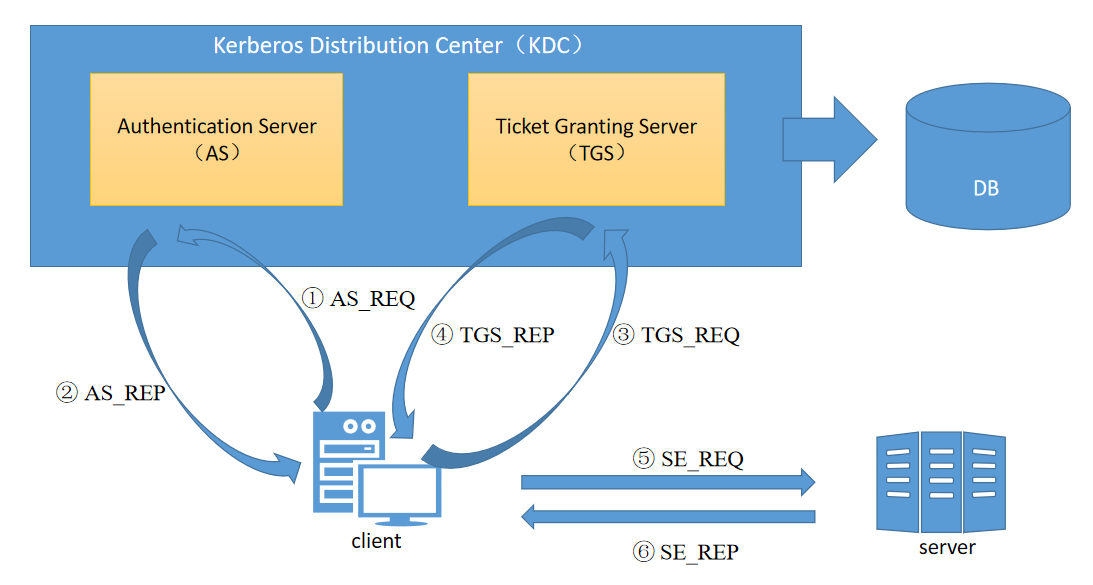 Kerberos Distribution Center（KDC）
Authentication Server
（AS）
Ticket Granting Server
（TGS）
DB
① AS_REQ
④ TGS_REP
③ TGS_REQ
② AS_REP
⑤ SE_REQ
⑥ SE_REP
client
server